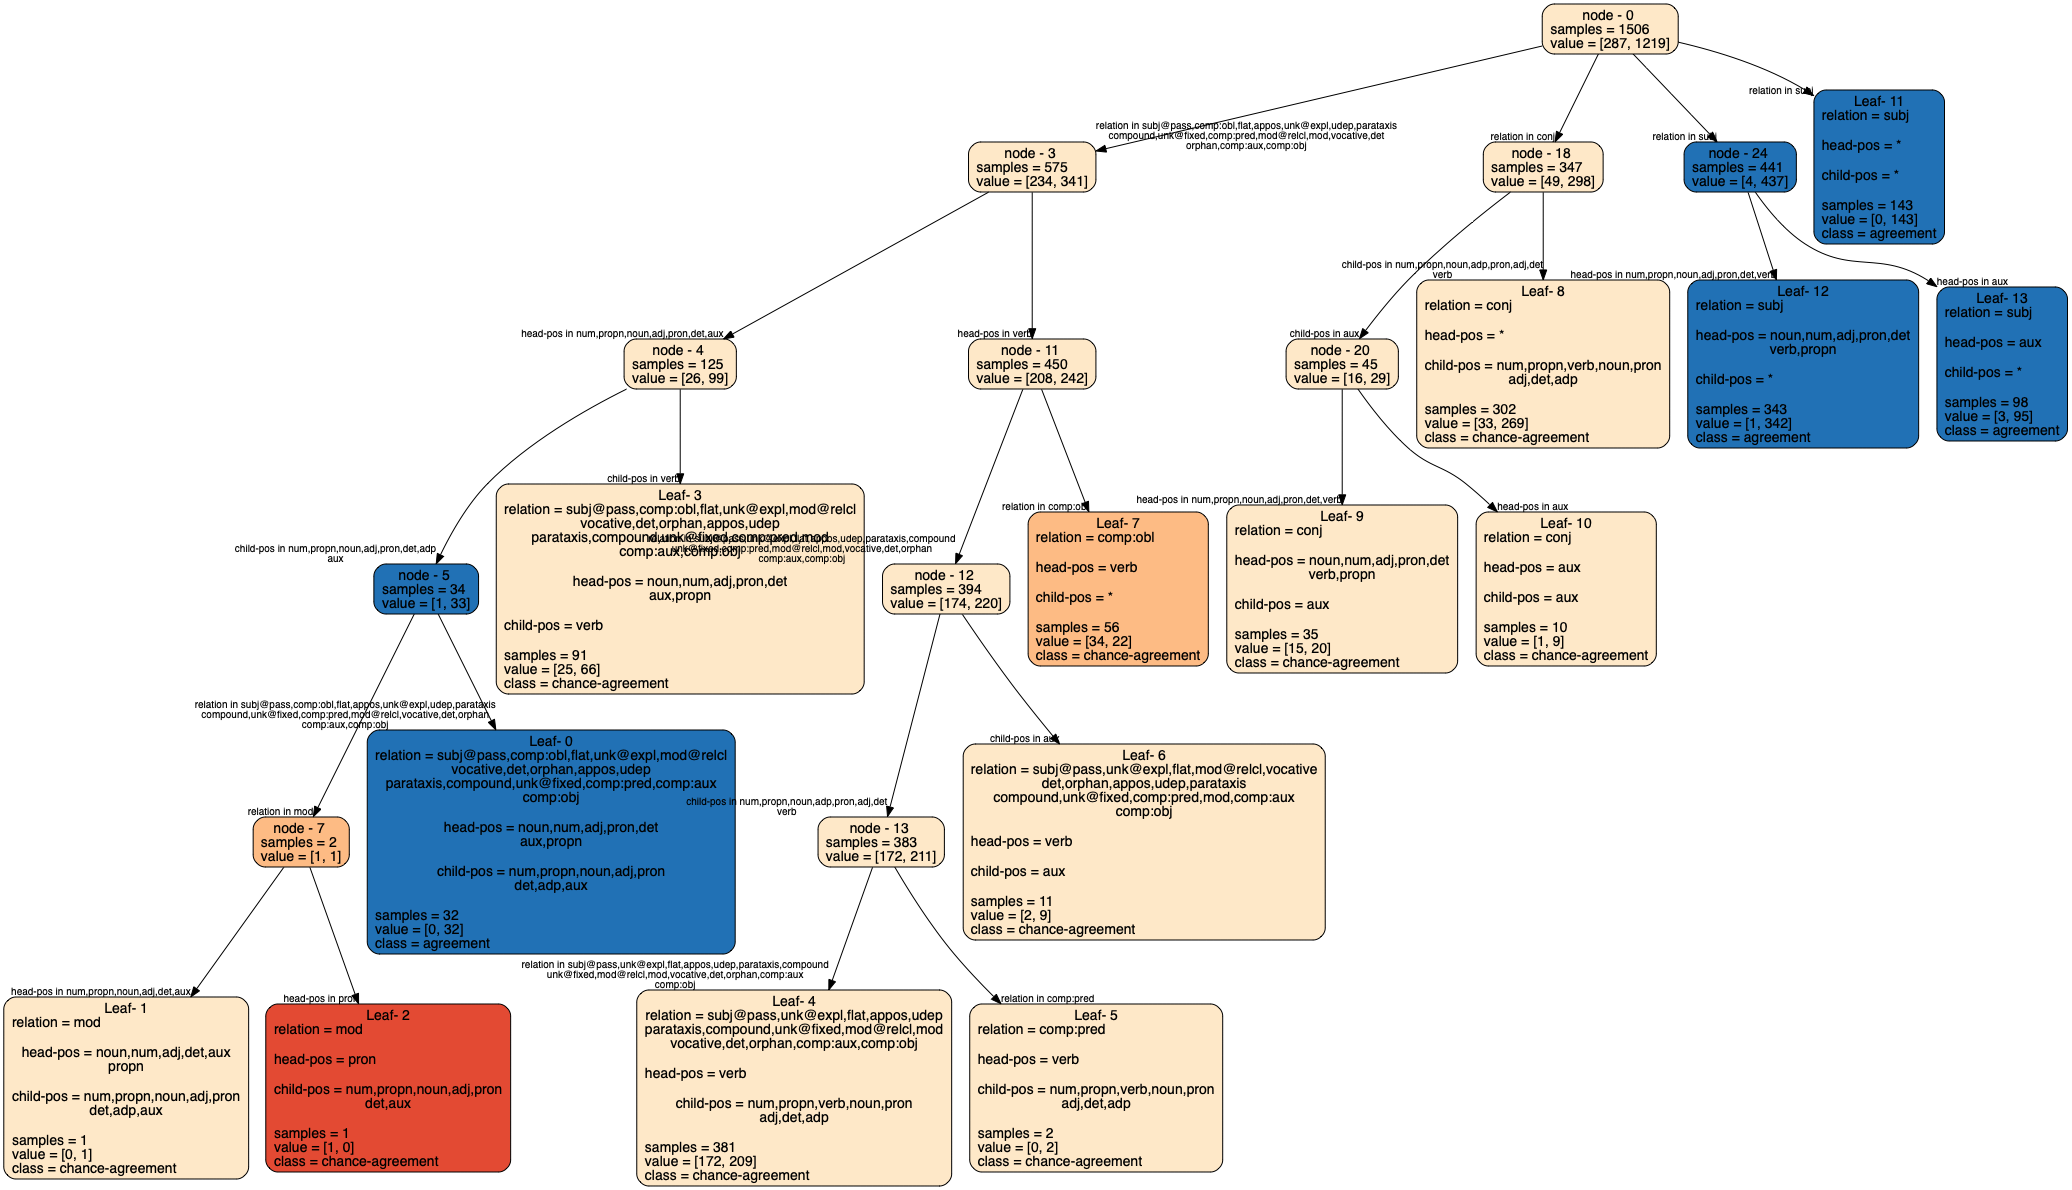 node - 0
samples = 1506
value = [287, 1219]
relation in subj
Leaf- 11
relation = subj
head-pos = *
child-pos = *
samples = 143
value = [0, 143]
class = agreement
relation in subj@pass,comp:obl,flat,appos,unk@expl,udep,parataxis
compound,unk@fixed,comp:pred,mod@relcl,mod,vocative,det
orphan,comp:aux,comp:obj
node - 3
samples = 575
value = [234, 341]
relation in conj
node - 18
samples = 347
value = [49, 298]
relation in subj
node - 24
samples = 441
value = [4, 437]
child-pos in num,propn,noun,adp,pron,adj,det
verb
Leaf- 8
relation = conj
head-pos = *
child-pos = num,propn,verb,noun,pron
adj,det,adp
samples = 302
value = [33, 269]
class = chance-agreement
head-pos in num,propn,noun,adj,pron,det,verb
Leaf- 12
relation = subj
head-pos = noun,num,adj,pron,det
verb,propn
child-pos = *
samples = 343
value = [1, 342]
class = agreement
head-pos in aux
Leaf- 13
relation = subj
head-pos = aux
child-pos = *
samples = 98
value = [3, 95]
class = agreement
head-pos in num,propn,noun,adj,pron,det,aux
node - 4
samples = 125
value = [26, 99]
head-pos in verb
node - 11
samples = 450
value = [208, 242]
child-pos in aux
node - 20
samples = 45
value = [16, 29]
child-pos in verb
Leaf- 3
relation = subj@pass,comp:obl,flat,unk@expl,mod@relcl
vocative,det,orphan,appos,udep
parataxis,compound,unk@fixed,comp:pred,mod
comp:aux,comp:obj
head-pos = noun,num,adj,pron,det
aux,propn
child-pos = verb
samples = 91
value = [25, 66]
class = chance-agreement
relation in comp:obl
Leaf- 7
relation = comp:obl
head-pos = verb
child-pos = *
samples = 56
value = [34, 22]
class = chance-agreement
head-pos in num,propn,noun,adj,pron,det,verb
Leaf- 9
relation = conj
head-pos = noun,num,adj,pron,det
verb,propn
child-pos = aux
samples = 35
value = [15, 20]
class = chance-agreement
head-pos in aux
Leaf- 10
relation = conj
head-pos = aux
child-pos = aux
samples = 10
value = [1, 9]
class = chance-agreement
child-pos in num,propn,noun,adj,pron,det,adp
aux
node - 5
samples = 34
value = [1, 33]
appos,udep,parataxis,compound
unk@fixed,comp:pred,mod@relcl,mod,vocative,det,orphan
comp:aux,comp:obj
node - 12
samples = 394
value = [174, 220]
relation in subj@pass,comp:obl,flat,appos,unk@expl,udep,parataxis
compound,unk@fixed,comp:pred,mod@relcl,vocative,det,orphan
comp:aux,comp:obj
Leaf- 0
relation = subj@pass,comp:obl,flat,unk@expl,mod@relcl
vocative,det,orphan,appos,udep
parataxis,compound,unk@fixed,comp:pred,comp:aux
comp:obj
head-pos = noun,num,adj,pron,det
aux,propn
child-pos = num,propn,noun,adj,pron
det,adp,aux
samples = 32
value = [0, 32]
class = agreement
child-pos in aux
Leaf- 6
relation = subj@pass,unk@expl,flat,mod@relcl,vocative
det,orphan,appos,udep,parataxis
compound,unk@fixed,comp:pred,mod,comp:aux
comp:obj
head-pos = verb
child-pos = aux
samples = 11
value = [2, 9]
class = chance-agreement
relation in mod
node - 7
samples = 2
value = [1, 1]
child-pos in num,propn,noun,adp,pron,adj,det
verb
node - 13
samples = 383
value = [172, 211]
head-pos in num,propn,noun,adj,det,aux
Leaf- 1
relation = mod
head-pos = noun,num,adj,det,aux
propn
child-pos = num,propn,noun,adj,pron
det,adp,aux
samples = 1
value = [0, 1]
class = chance-agreement
head-pos in pron
Leaf- 2
relation = mod
head-pos = pron
child-pos = num,propn,noun,adj,pron
det,aux
samples = 1
value = [1, 0]
class = chance-agreement
relation in subj@pass,unk@expl,flat,appos,udep,parataxis,compound
unk@fixed,mod@relcl,mod,vocative,det,orphan,comp:aux
comp:obj
Leaf- 4
relation = subj@pass,unk@expl,flat,appos,udep
parataxis,compound,unk@fixed,mod@relcl,mod
vocative,det,orphan,comp:aux,comp:obj
head-pos = verb
child-pos = num,propn,verb,noun,pron
adj,det,adp
samples = 381
value = [172, 209]
class = chance-agreement
relation in comp:pred
Leaf- 5
relation = comp:pred
head-pos = verb
child-pos = num,propn,verb,noun,pron
adj,det,adp
samples = 2
value = [0, 2]
class = chance-agreement